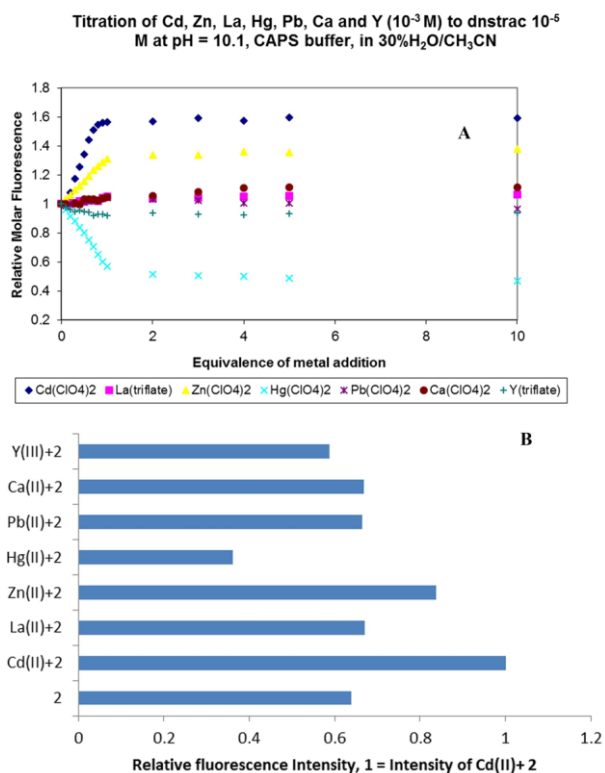 Titration of Cd, Zn, La, Hg, Pb, Ca and Y (10⁻³ M) to dnstrac 10⁻⁵
M at pH = 10.1, CAPS buffer, in 30%H₂O/CH₃CN
1.8
A
1.6
1.4
1.2
1
0.8
0.6
0.4
0.2
Relative Molar Fluorescence
0 2 4 6 8 10
Equivalence of metal addition
Cd(ClO4)2 La(triflate) Zn(ClO4)2 Hg(ClO4)2 Pb(ClO4)2 Ca(ClO4)2 Y(triflate)
B
Y(III)+2
Ca(II)+2
Pb(II)+2
Hg(II)+2
Zn(II)+2
La(II)+2
Cd(II)+2
2
0 0.2 0.4 0.6 0.8 1 1.2
Relative fluorescence Intensity, 1 = Intensity of Cd(II)+ 2